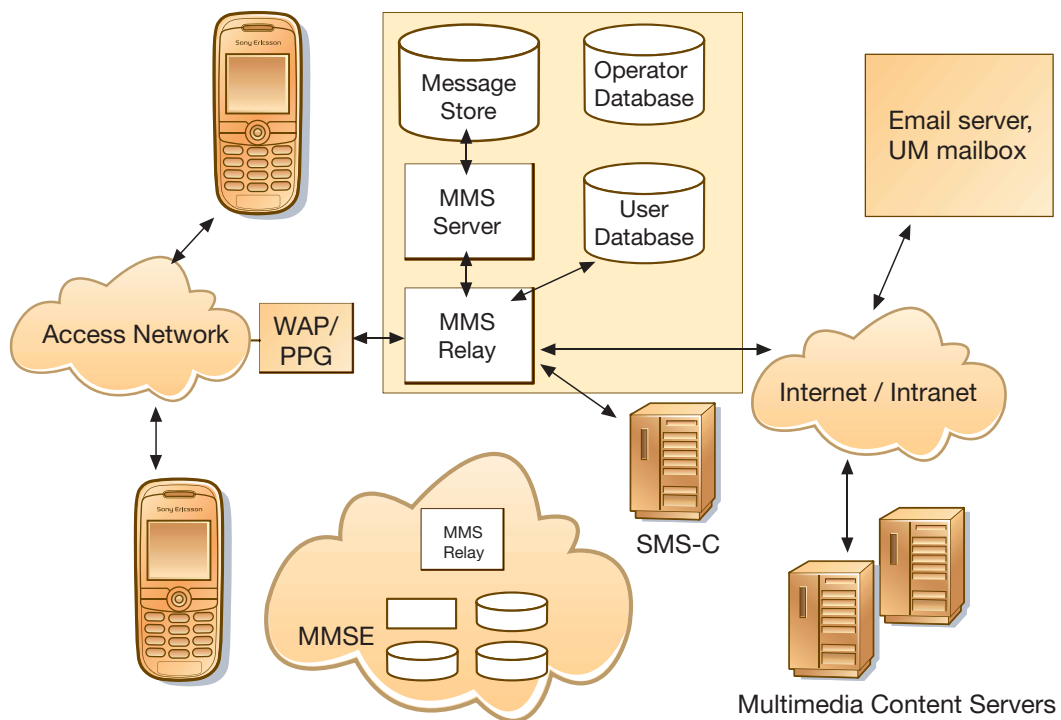 Sony Ericsson
Message
Store
Operator
Database
Email server,
UM mailbox
MMS
Server
User
Database
Access Network
WAP/
PPG
MMS
Relay
Internet / Intranet
Sony Ericsson
MMS
Relay
SMS-C
MMSE
Multimedia Content Servers